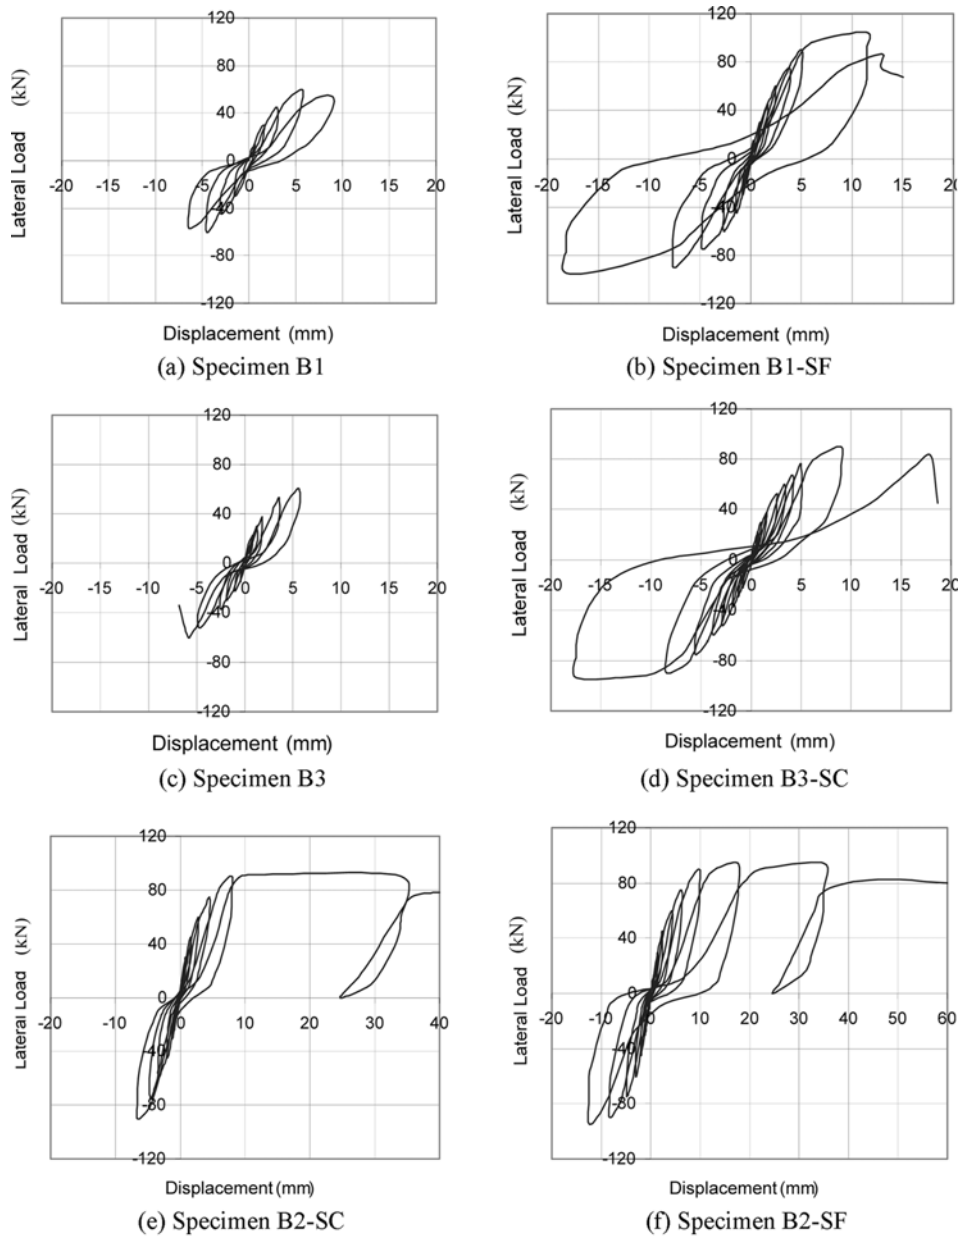 120
80
40
0
-40
-80
-120
-20 -15 -10 -5 0 5 10 15 20
Lateral Load (kN)
Displacement (mm)
(a) Specimen B1
120
80
40
0
-40
-80
-120
-20 -15 -10 -5 0 5 10 15 20
Lateral Load (kN)
Displacement (mm)
(b) Specimen B1-SF
120
80
40
0
-40
-80
-120
-20 -15 -10 -5 0 5 10 15 20
Lateral Load (kN)
Displacement (mm)
(c) Specimen B3
120
80
40
0
-40
-80
-120
-20 -15 -10 -5 0 5 10 15 20
Lateral Load (kN)
Displacement (mm)
(d) Specimen B3-SC
120
80
40
0
-40
-80
-120
-20 -10 0 10 20 30 40
Lateral Load (kN)
Displacement (mm)
(e) Specimen B2-SC
120
80
40
0
-40
-80
-120
-20 -10 0 10 20 30 40 50 60
Lateral Load (kN)
Displacement (mm)
(f) Specimen B2-SF